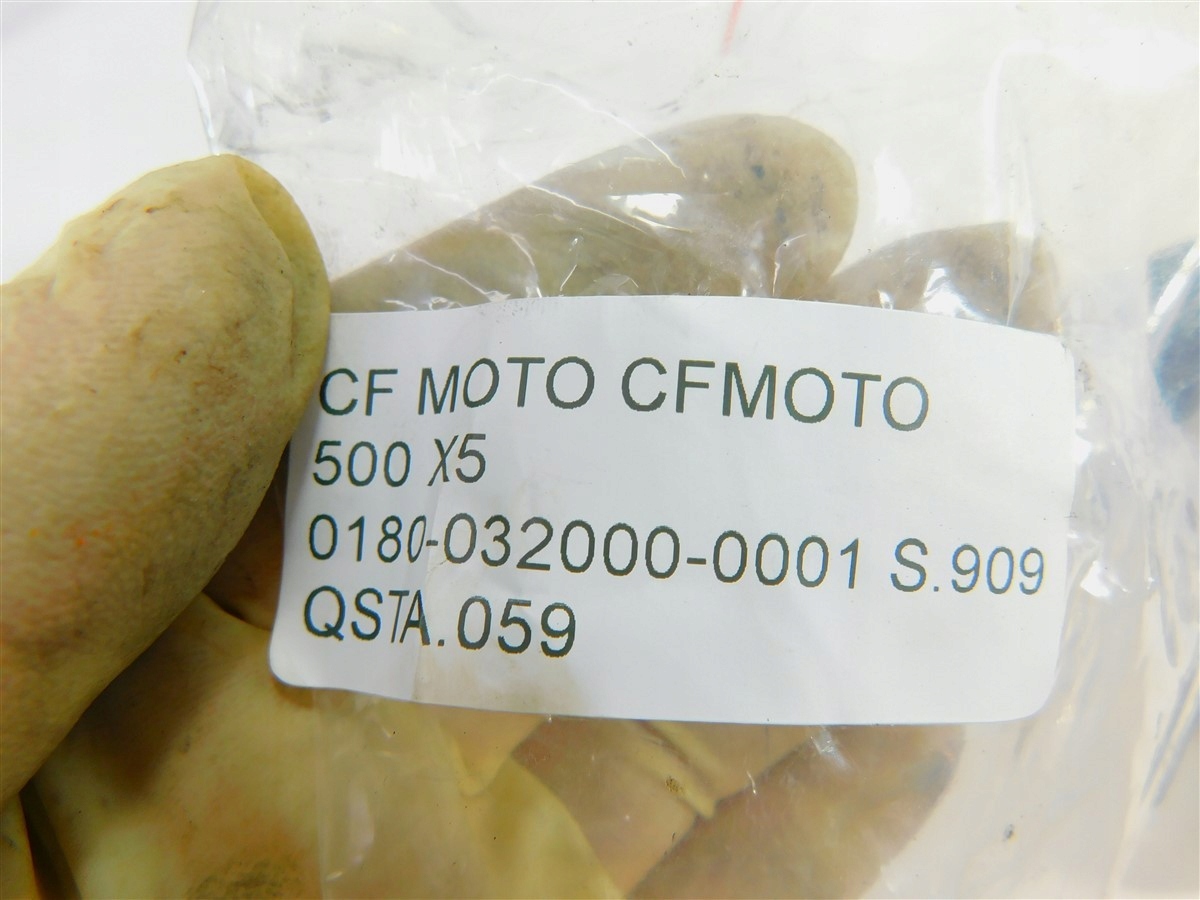 CF MOTO CFMOTO
500 X5
0180-032000-0001 S.909
QSTA.059